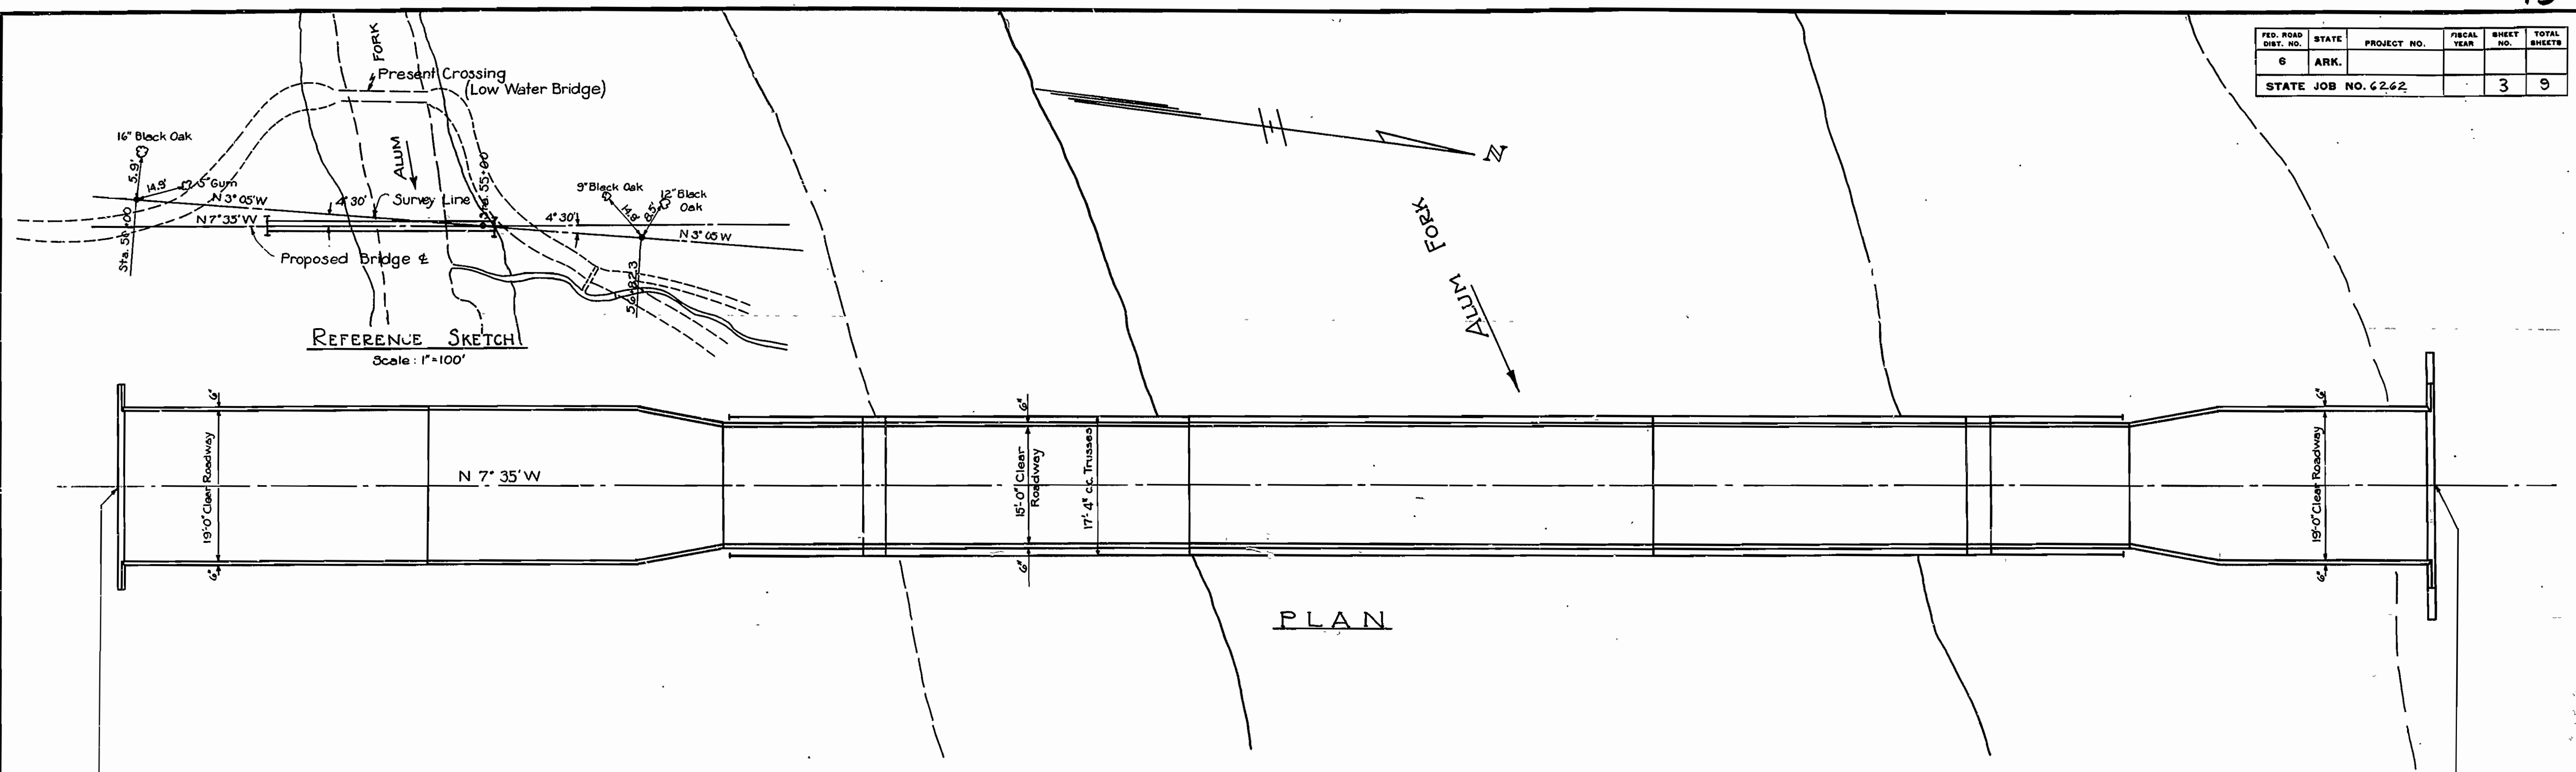 FED. ROAD DIST. NO. STATE PROJECT NO. FISCAL YEAR SHEET NO. TOTAL SHEETS
6 ARK.
STATE JOB NO. 6262 3 9
FORK
Present Crossing
(Low Water Bridge)
16" Black Oak
5.9'
14.9'
5" Gum
ALUM
Sta. 55+00
N 3° 05' W
4° 30'
Survey Line
N 7° 35' W
9" Black Oak
12" Black
Oak
14.8'
8.5'
4° 30'
N 3° 05 W
Proposed Bridge ℄
REFERENCE SKETCH
Scale: 1"=100'
N
ALUM FORK
6"
19'-0" Clear Roadway
6"
N 7° 35' W
6"
15'-0" Clear
Roadway
17'-4" c.c. Trusses
6"
6"
19'-0" Clear Roadway
6"
PLAN